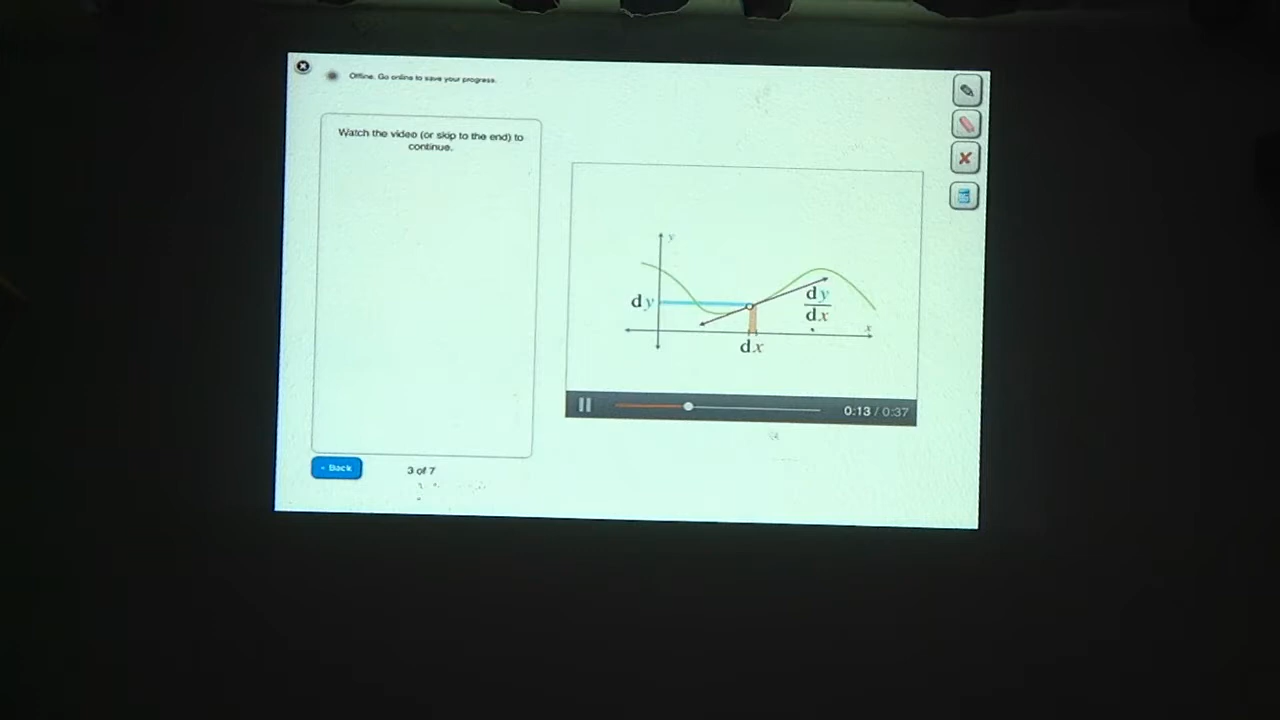 Offline. Go online to save your progress.
Watch the video (or skip to the end) to
continue.
y
dy
dy
dx
x
dx
0:13 / 0:37
Back
3 of 7